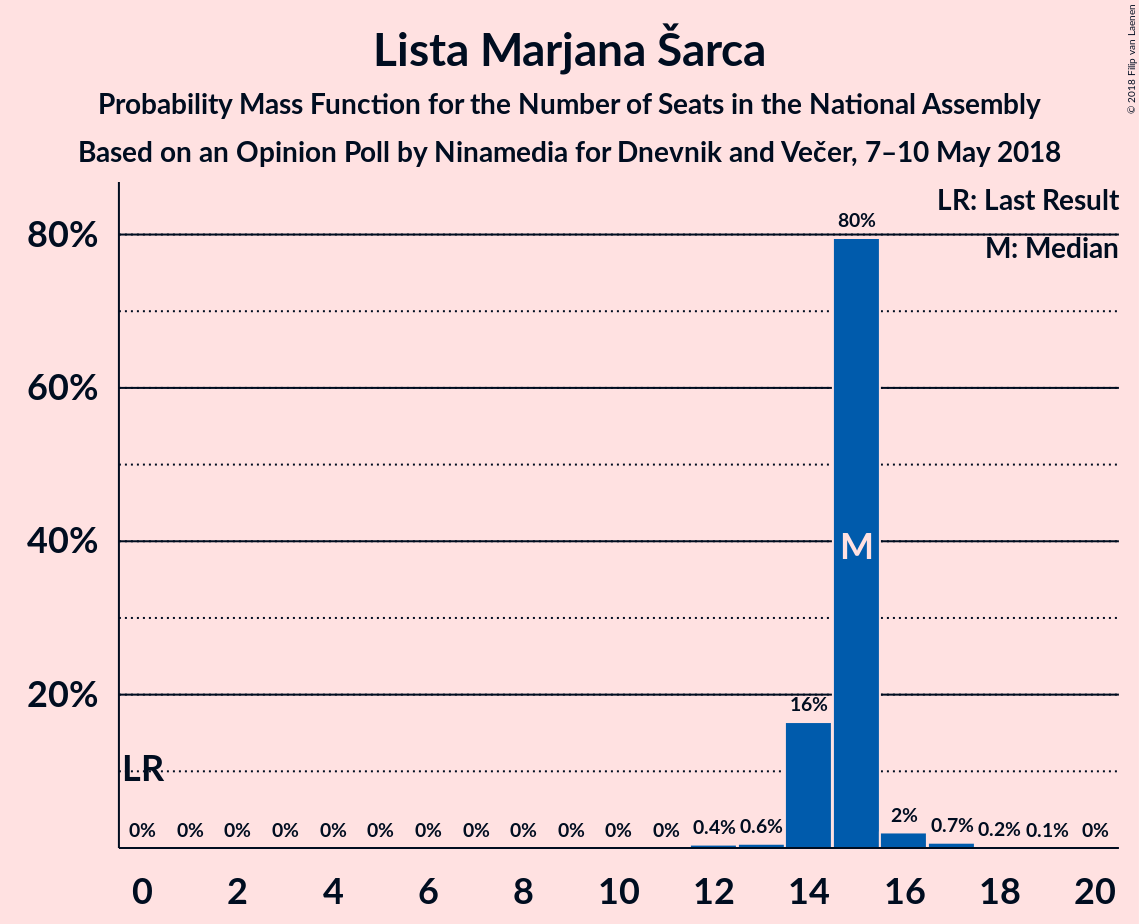 Lista Marjana Šarca
Probability Mass Function for the Number of Seats in the National Assembly
Based on an Opinion Poll by Ninamedia for Dnevnik and Večer, 7–10 May 2018
© 2018 Filip van Laenen
LR: Last Result
M: Median
80%
60%
40%
20%
80%
M
16%
LR
0% 0% 0% 0% 0% 0% 0% 0% 0% 0% 0% 0% 0.4% 0.6% 2% 0.7% 0.2% 0.1% 0%
0 2 4 6 8 10 12 14 16 18 20